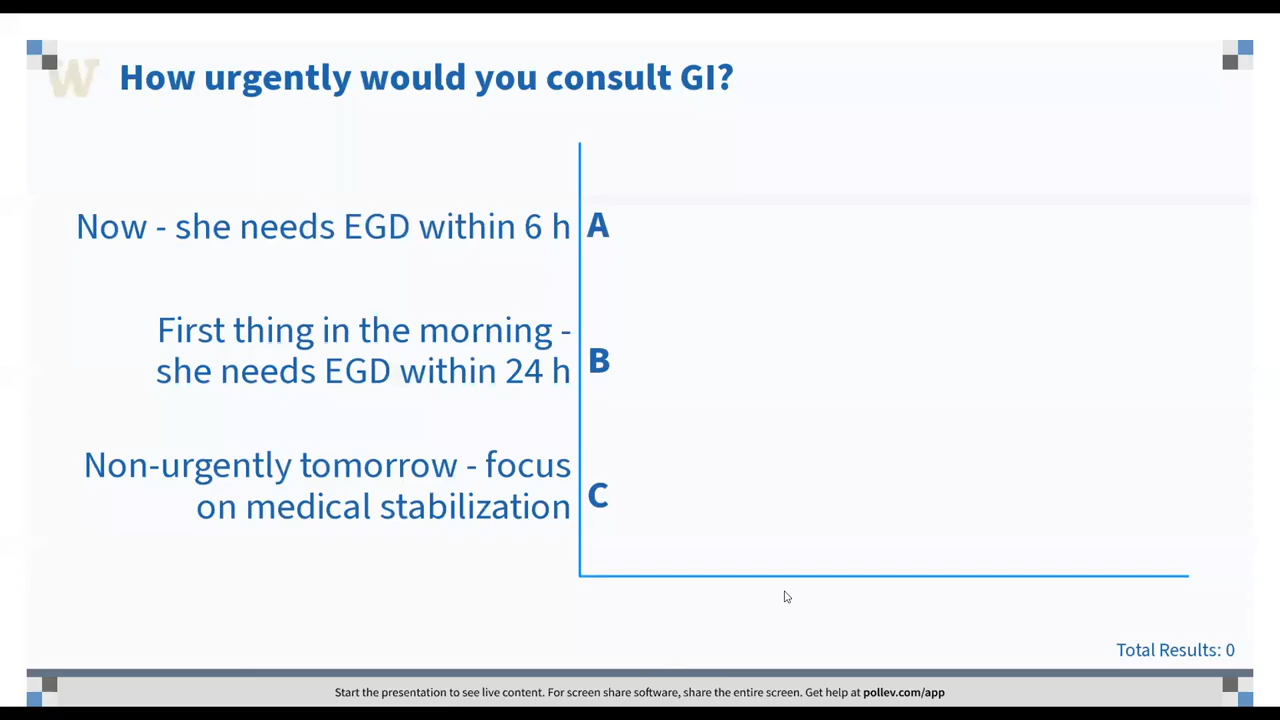 W
How urgently would you consult GI?
Now - she needs EGD within 6 h
A
First thing in the morning -
she needs EGD within 24 h
B
Non-urgently tomorrow - focus
on medical stabilization
C
Total Results: 0
Start the presentation to see live content. For screen share software, share the entire screen. Get help at pollev.com/app